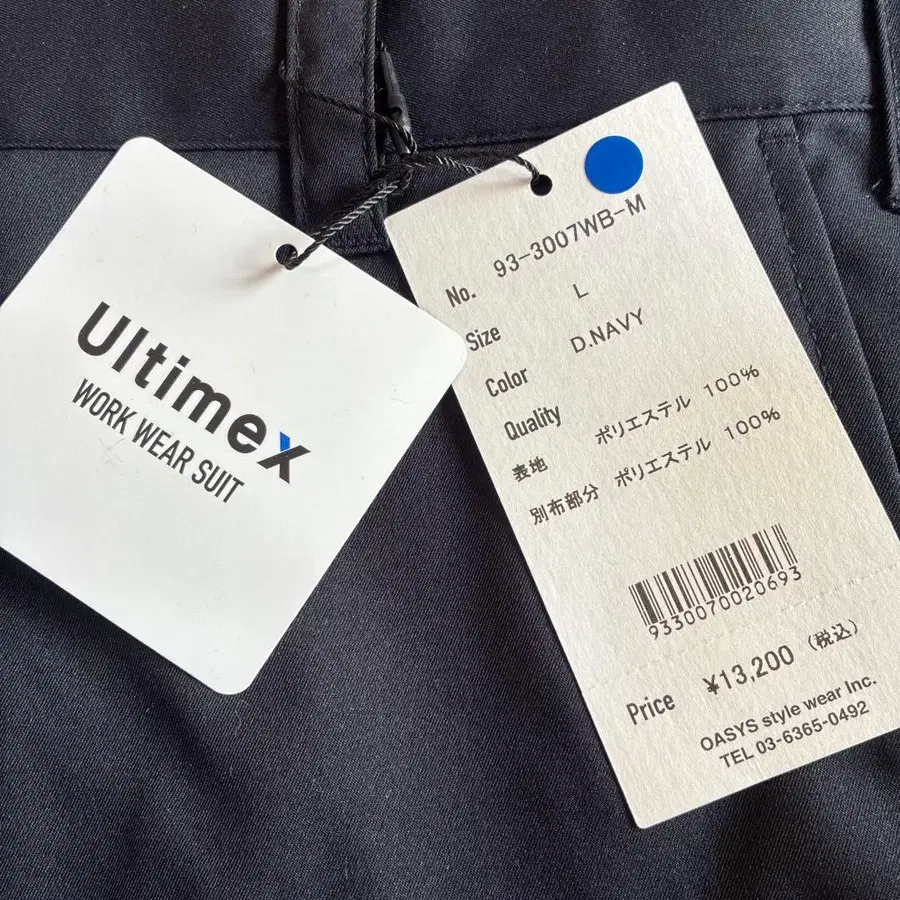 Ultimex
WORK WEAR SUIT
No. 93-3007WB-M
Size L
Color D.NAVY
Quality
表地 ポリエステル 100%
別布部分 ポリエステル 100%
9330070020693
Price ¥13,200 (税込)
OASYS style wear Inc.
TEL 03-6365-0492